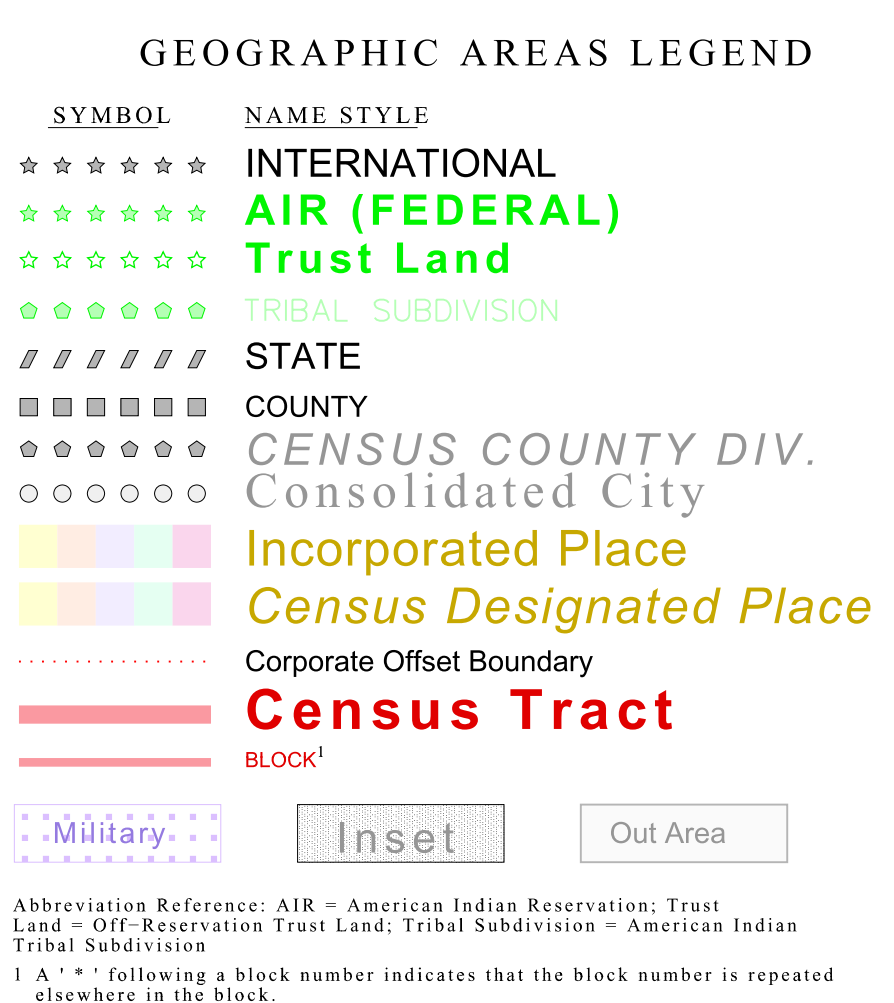 GEOGRAPHIC AREAS LEGEND
SYMBOL NAME STYLE
INTERNATIONAL
AIR (FEDERAL)
Trust Land
TRIBAL SUBDIVISION
STATE
COUNTY
CENSUS COUNTY DIV.
Consolidated City
Incorporated Place
Census Designated Place
Corporate Offset Boundary
Census Tract
BLOCK¹
Military Inset Out Area
Abbreviation Reference: AIR = American Indian Reservation; Trust
Land = Off−Reservation Trust Land; Tribal Subdivision = American Indian
Tribal Subdivision
1 A ' * ' following a block number indicates that the block number is repeated
elsewhere in the block.